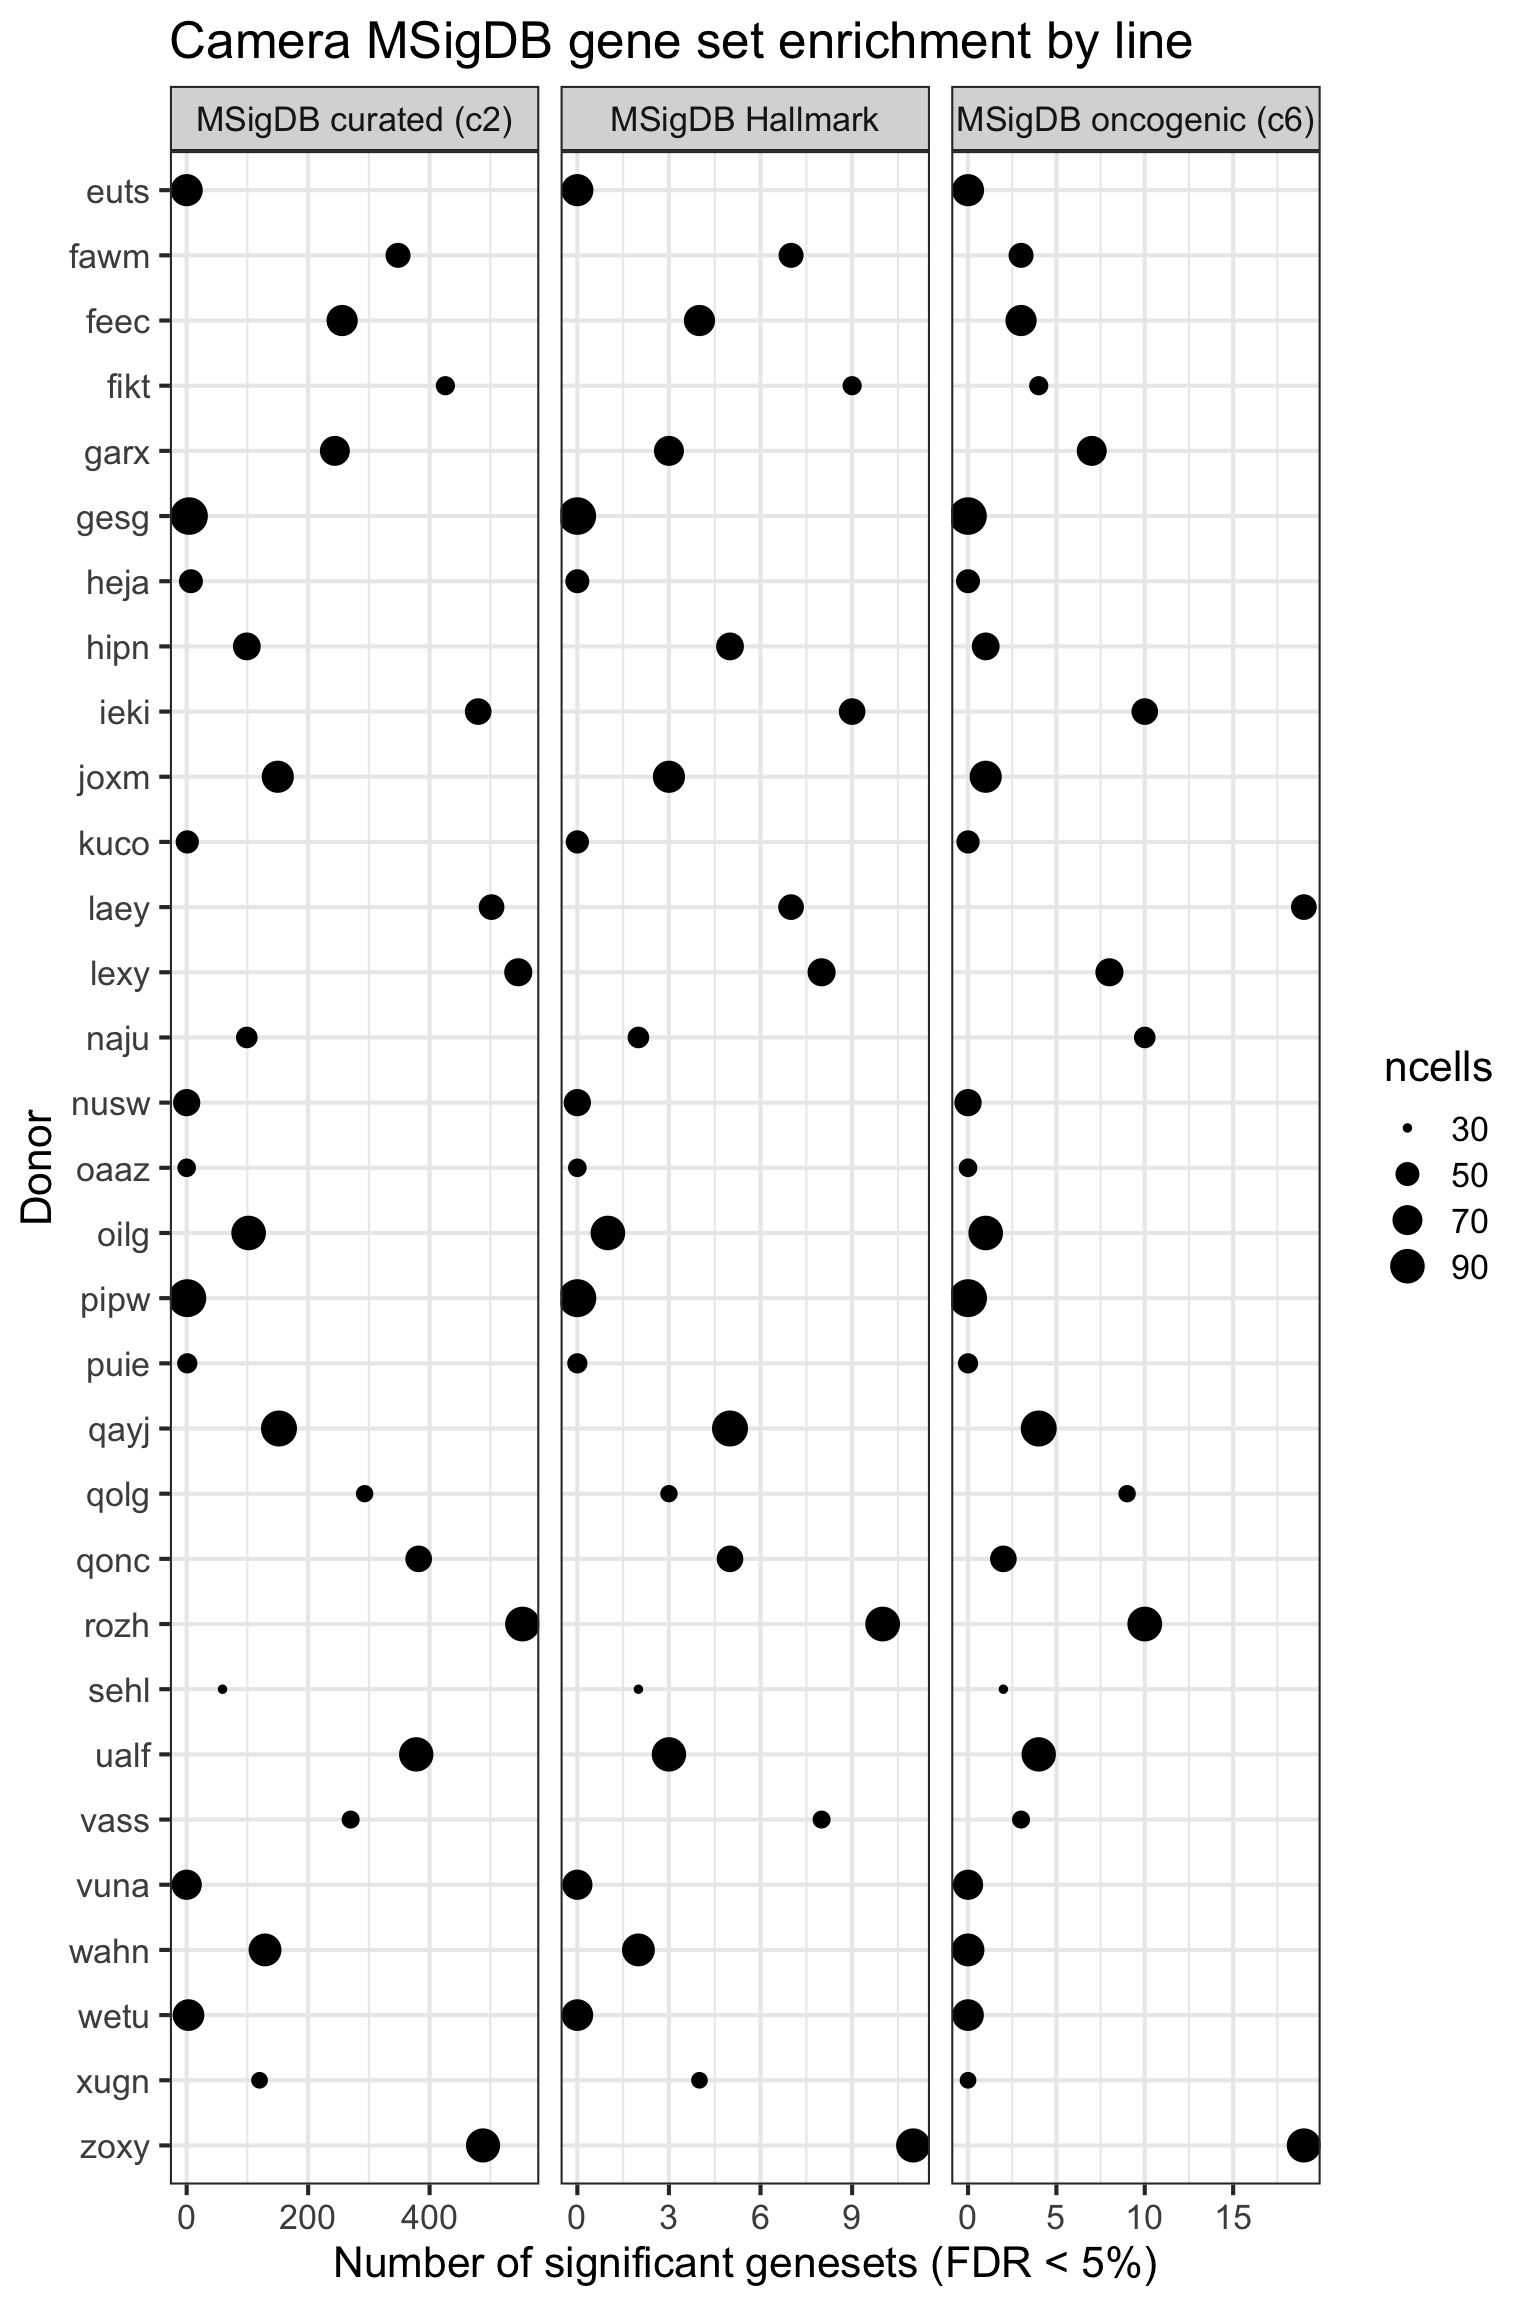 Camera MSigDB gene set enrichment by line
MSigDB curated (c2)
MSigDB Hallmark
MSigDB oncogenic (c6)
Donor
euts
fawm
feec
fikt
garx
gesg
heja
hipn
ieki
joxm
kuco
laey
lexy
naju
nusw
oaaz
oilg
pipw
puie
qayj
qolg
qonc
rozh
sehl
ualf
vass
vuna
wahn
wetu
xugn
zoxy
0 200 400
0 3 6 9
0 5 10 15
Number of significant genesets (FDR < 5%)
ncells
30
50
70
90